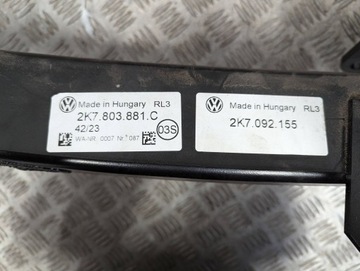 Made in Hungary RL3
2K7.803.881.C
42/23
03S
WA-NR. 0007 Nr° 087
Made in Hungary RL3
2K7.092.155